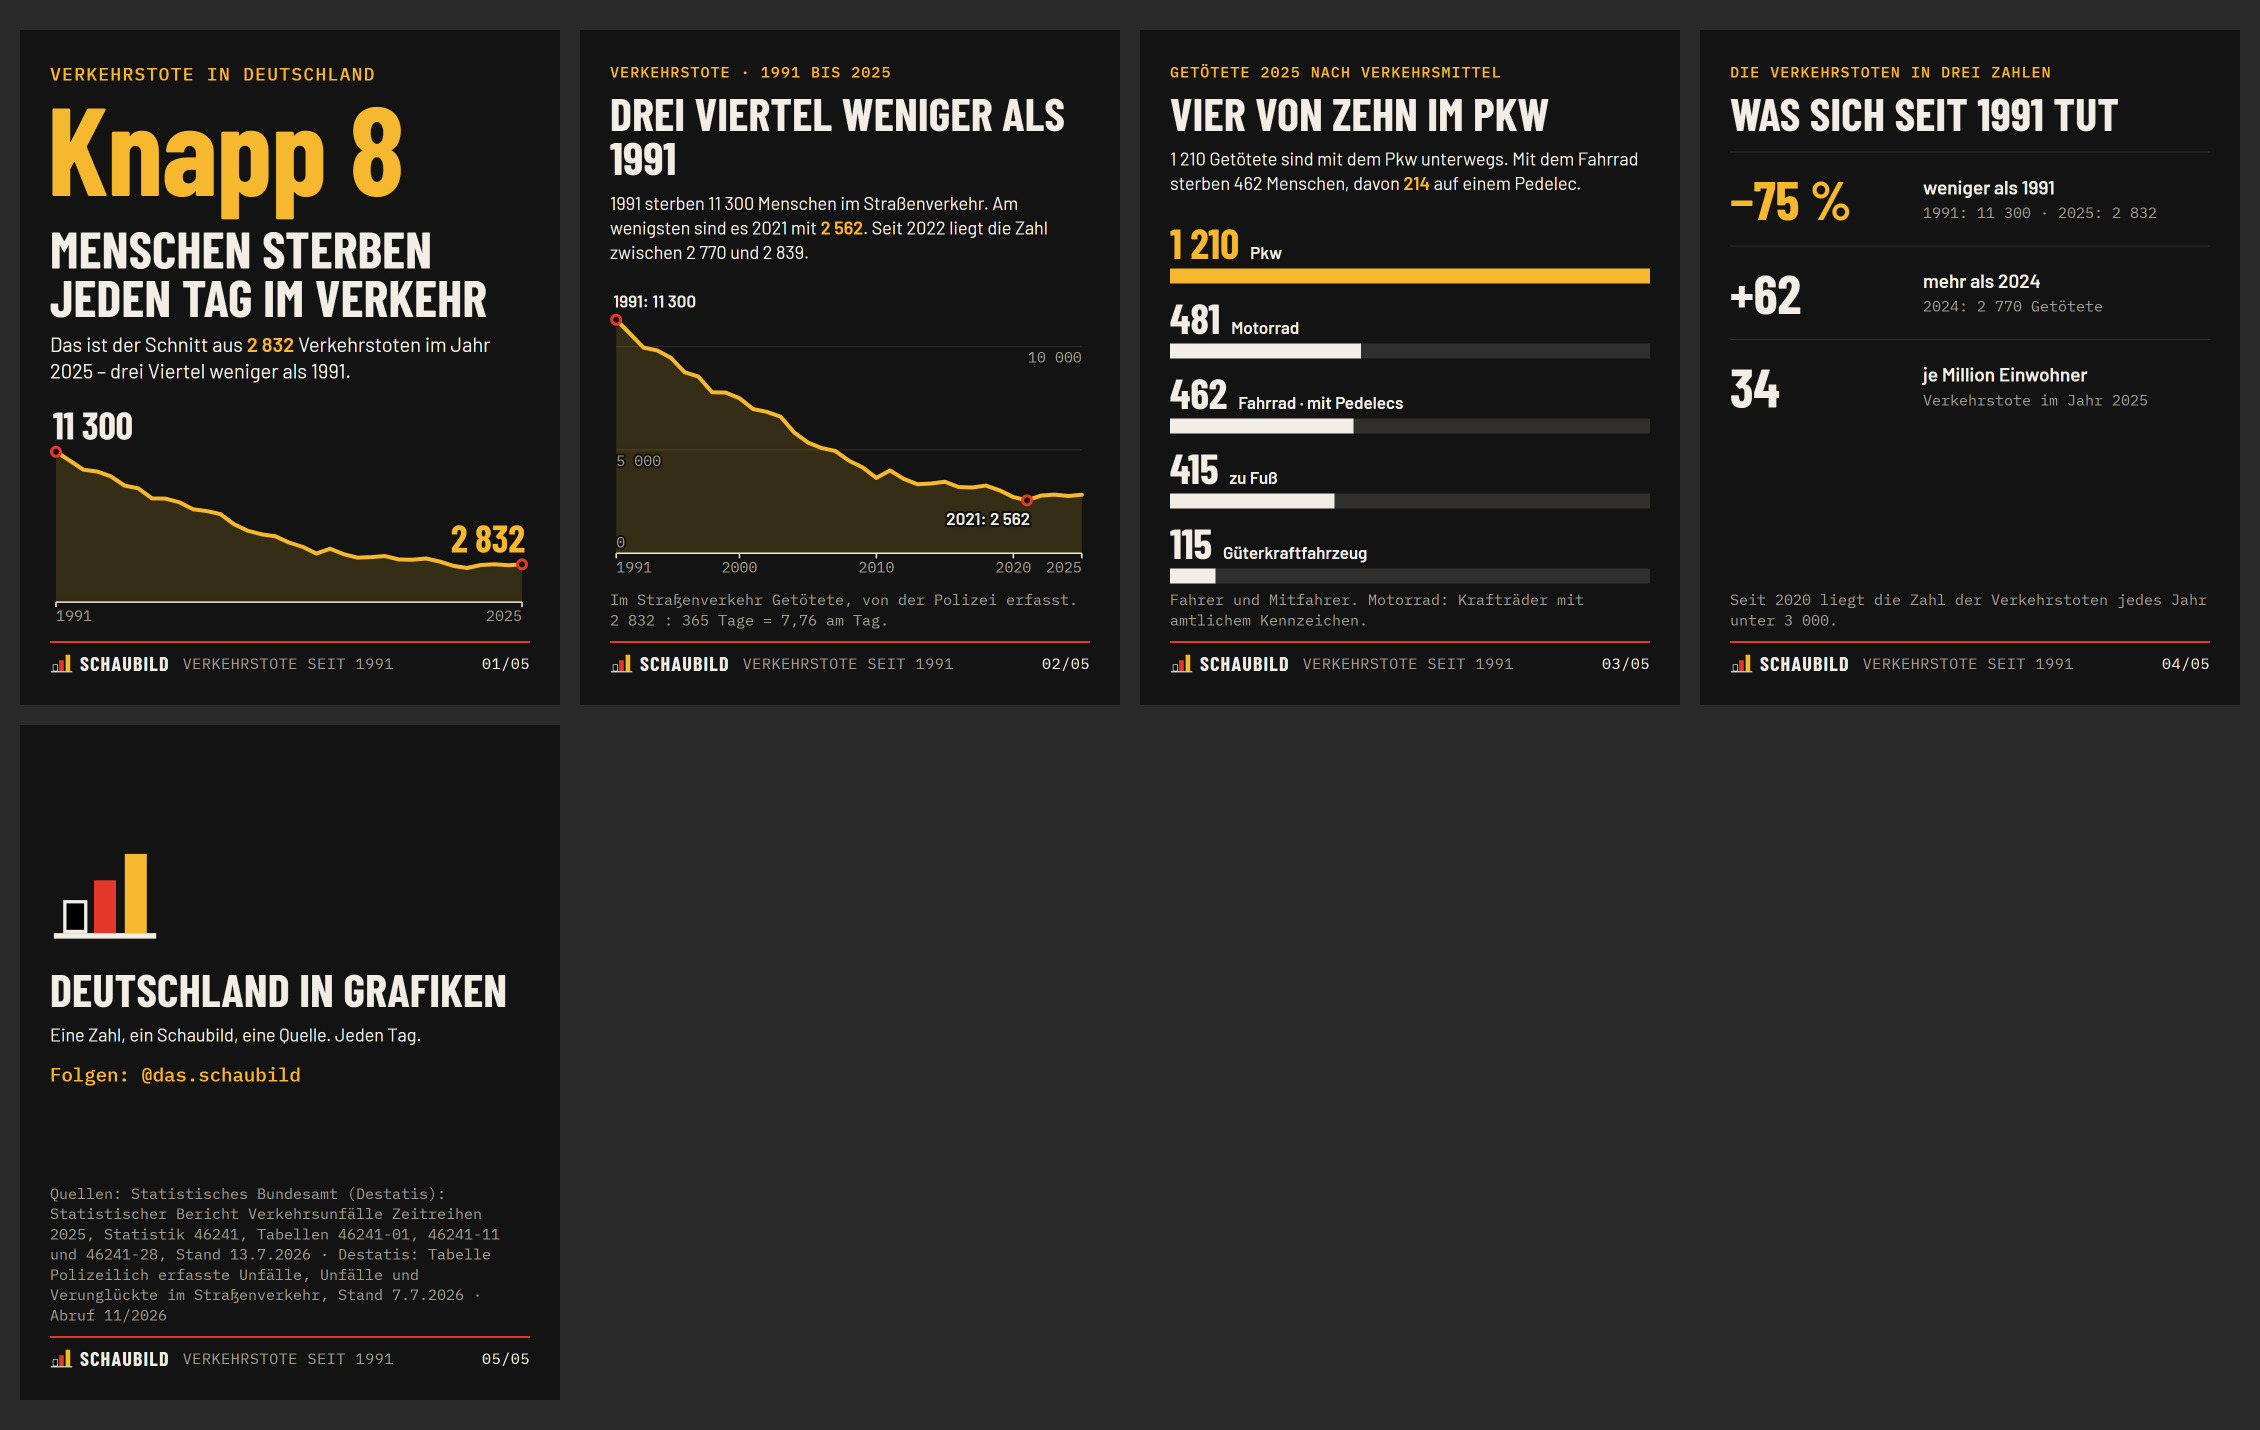 VERKEHRSTOTE IN DEUTSCHLAND
Knapp 8
MENSCHEN STERBEN
JEDEN TAG IM VERKEHR
Das ist der Schnitt aus 2 832 Verkehrstoten im Jahr
2025 – drei Viertel weniger als 1991.
11 300
2 832
1991 2025
SCHAUBILD VERKEHRSTOTE SEIT 1991 01/05
VERKEHRSTOTE · 1991 BIS 2025
DREI VIERTEL WENIGER ALS
1991
1991 sterben 11 300 Menschen im Straßenverkehr. Am
wenigsten sind es 2021 mit 2 562. Seit 2022 liegt die Zahl
zwischen 2 770 und 2 839.
1991: 11 300
10 000
5 000
2021: 2 562
0
1991 2000 2010 2020 2025
Im Straßenverkehr Getötete, von der Polizei erfasst.
2 832 : 365 Tage = 7,76 am Tag.
SCHAUBILD VERKEHRSTOTE SEIT 1991 02/05
GETÖTETE 2025 NACH VERKEHRSMITTEL
VIER VON ZEHN IM PKW
1 210 Getötete sind mit dem Pkw unterwegs. Mit dem Fahrrad
sterben 462 Menschen, davon 214 auf einem Pedelec.
1 210 Pkw
481 Motorrad
462 Fahrrad · mit Pedelecs
415 zu Fuß
115 Güterkraftfahrzeug
Fahrer und Mitfahrer. Motorrad: Krafträder mit
amtlichem Kennzeichen.
SCHAUBILD VERKEHRSTOTE SEIT 1991 03/05
DIE VERKEHRSTOTEN IN DREI ZAHLEN
WAS SICH SEIT 1991 TUT
−75 % weniger als 1991
1991: 11 300 · 2025: 2 832
+62 mehr als 2024
2024: 2 770 Getötete
34 je Million Einwohner
Verkehrstote im Jahr 2025
Seit 2020 liegt die Zahl der Verkehrstoten jedes Jahr
unter 3 000.
SCHAUBILD VERKEHRSTOTE SEIT 1991 04/05
DEUTSCHLAND IN GRAFIKEN
Eine Zahl, ein Schaubild, eine Quelle. Jeden Tag.
Folgen: @das.schaubild
Quellen: Statistisches Bundesamt (Destatis):
Statistischer Bericht Verkehrsunfälle Zeitreihen
2025, Statistik 46241, Tabellen 46241-01, 46241-11
und 46241-28, Stand 13.7.2026 · Destatis: Tabelle
Polizeilich erfasste Unfälle, Unfälle und
Verunglückte im Straßenverkehr, Stand 7.7.2026 ·
Abruf 11/2026
SCHAUBILD VERKEHRSTOTE SEIT 1991 05/05